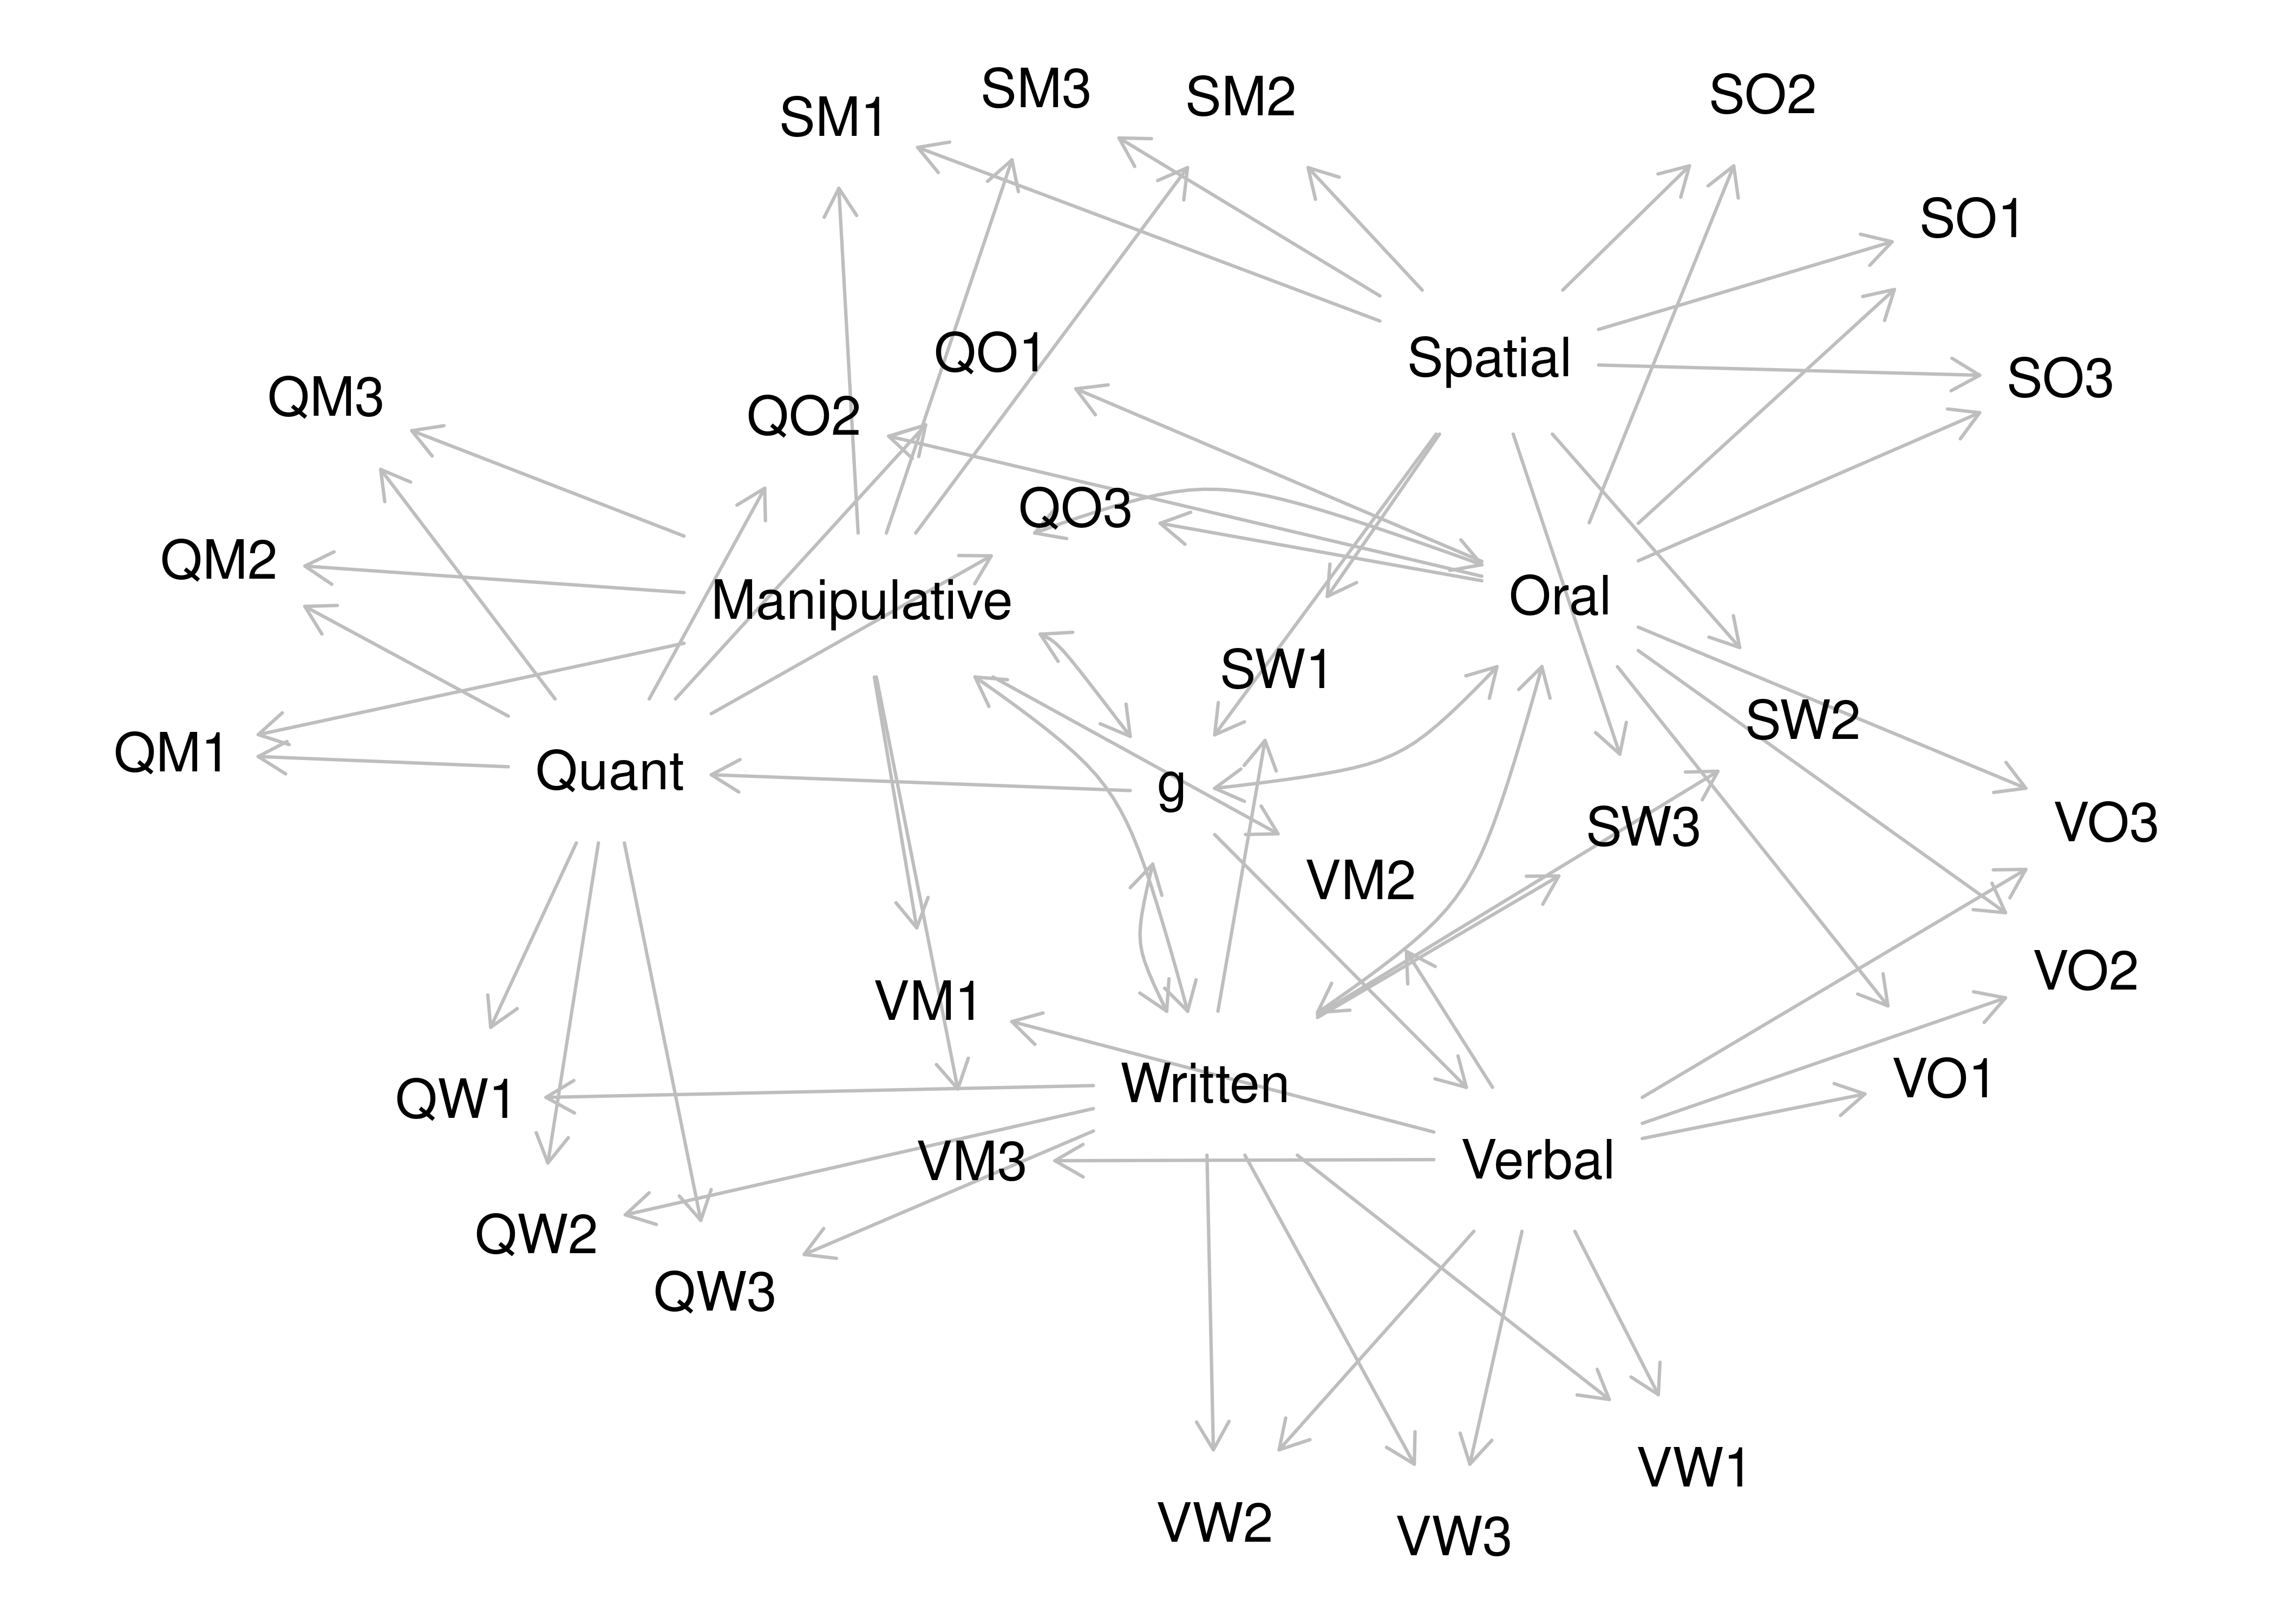 SM3
SO2
SM2
SM1
SO1
QO1
Spatial
SO3
QM3
QO2
QO3
QM2
Oral
Manipulative
SW1
SW2
QM1
Quant
g
VO3
SW3
VM2
VO2
VM1
VO1
Written
QW1
Verbal
VM3
QW2
QW3
VW1
VW2
VW3